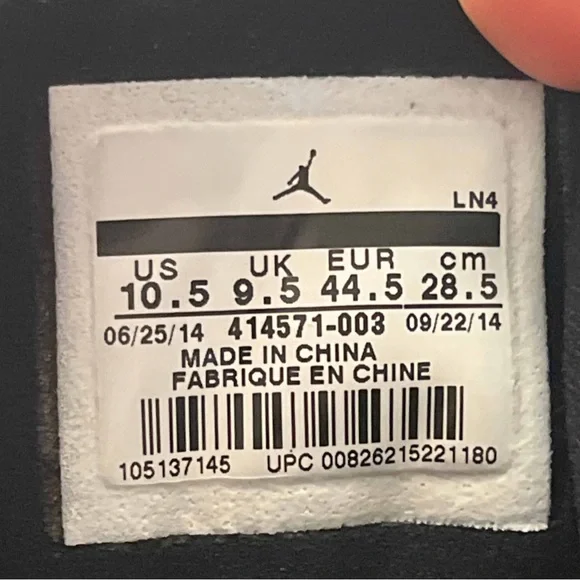 LN4
US UK EUR cm
10.5 9.5 44.5 28.5
06/25/14 414571-003 09/22/14
MADE IN CHINA
FABRIQUE EN CHINE
105137145 UPC 00826215221180